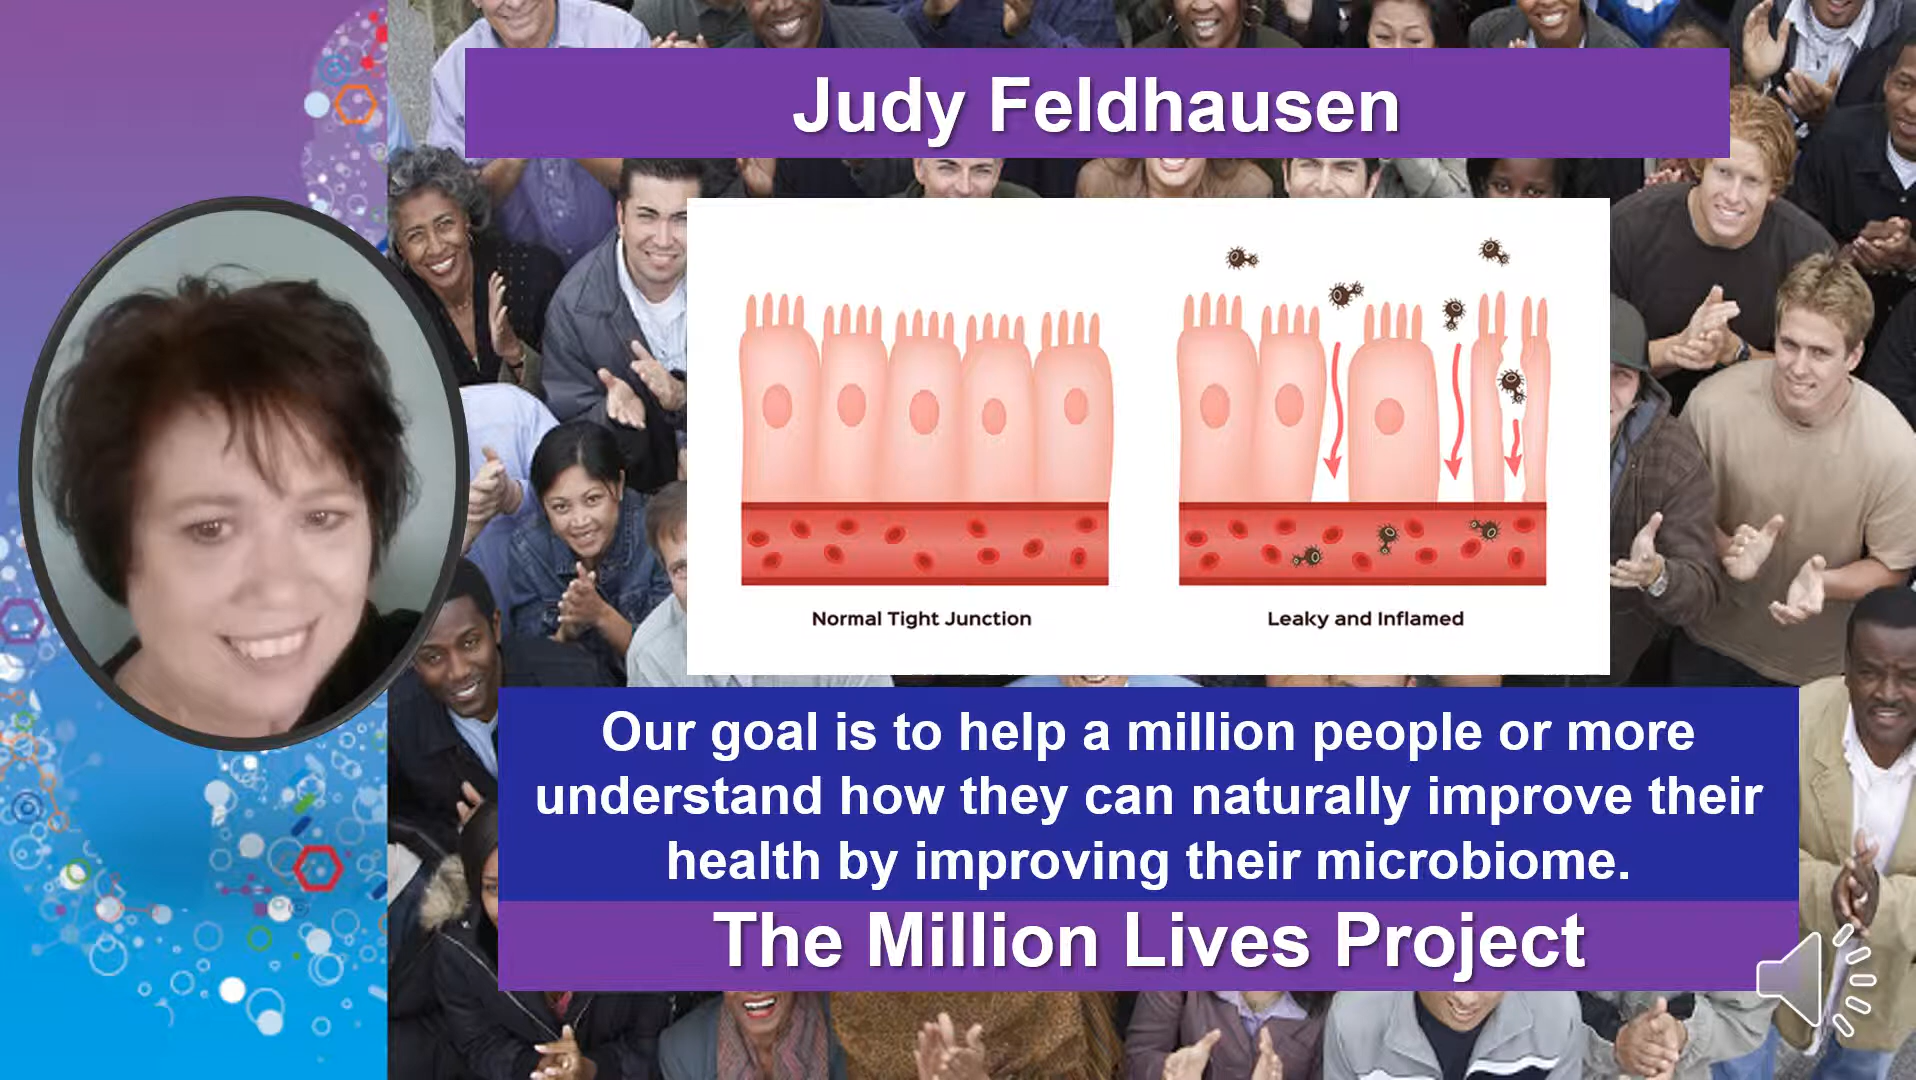 Judy Feldhausen
Normal Tight Junction
Leaky and Inflamed
Our goal is to help a million people or more
understand how they can naturally improve their
health by improving their microbiome.
The Million Lives Project